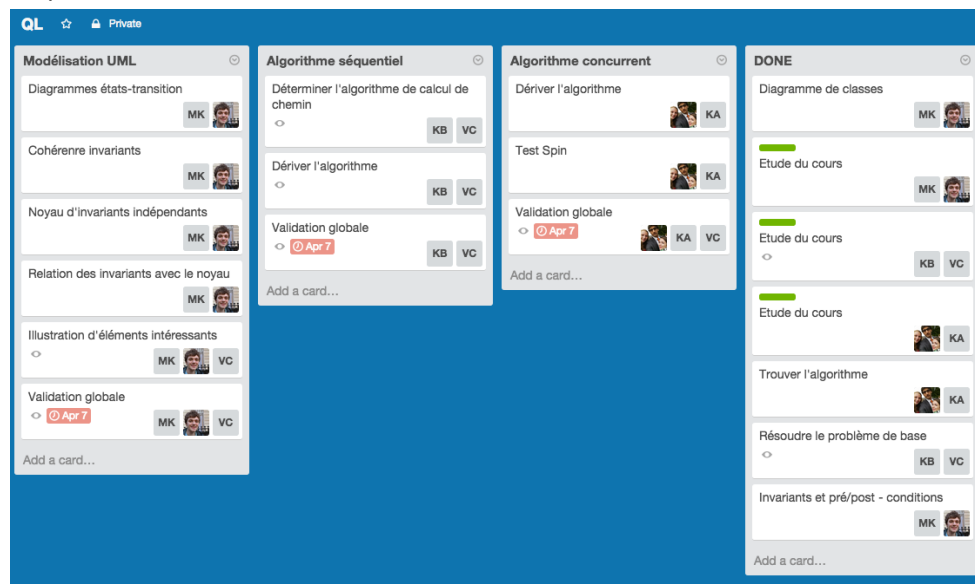 QL Private
Modélisation UML
Diagrammes états-transition
MK
Cohérenre invariants
MK
Noyau d'invariants indépendants
MK
Relation des invariants avec le noyau
MK
Illustration d'éléments intéressants
MK VC
Validation globale
Apr 7
MK VC
Add a card...
Algorithme séquentiel
Déterminer l'algorithme de calcul de
chemin
KB VC
Dériver l'algorithme
KB VC
Validation globale
Apr 7
KB VC
Add a card...
Algorithme concurrent
Dériver l'algorithme
KA
Test Spin
KA
Validation globale
Apr 7
KA VC
Add a card...
DONE
Diagramme de classes
MK
Etude du cours
MK
Etude du cours
KB VC
Etude du cours
KA
Trouver l'algorithme
KA
Résoudre le problème de base
KB VC
Invariants et pré/post - conditions
MK
Add a card...